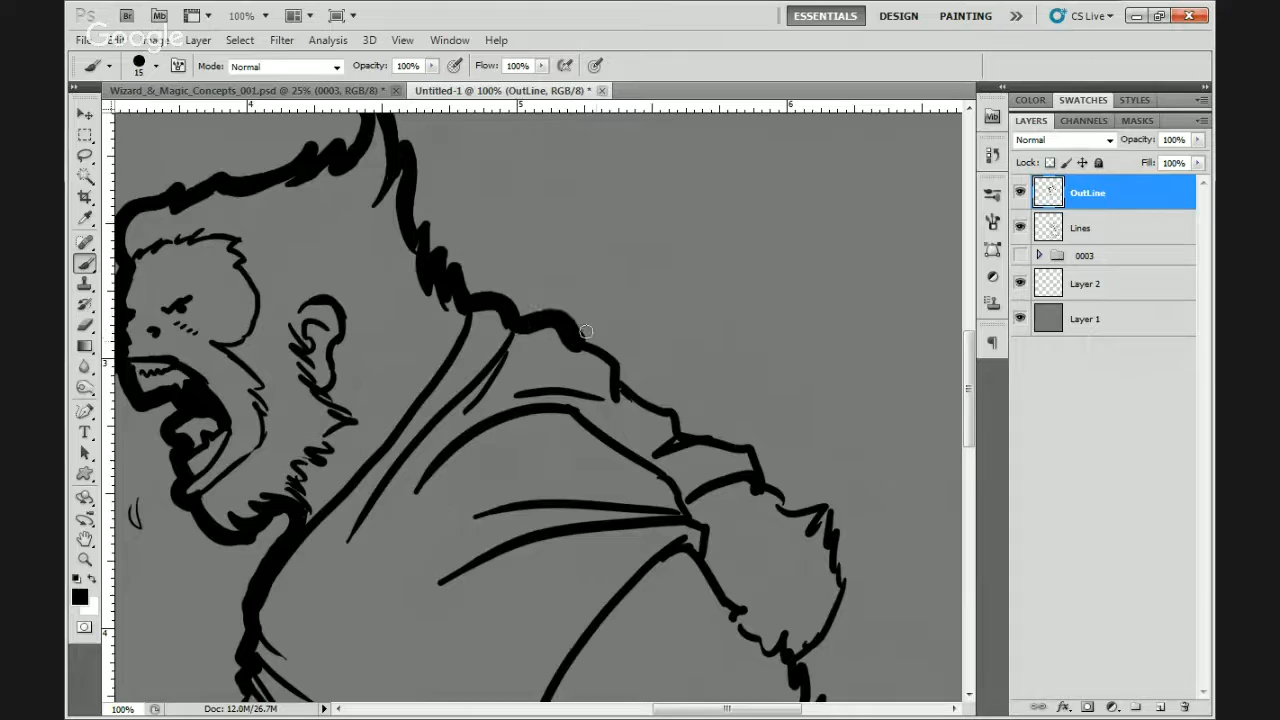 Ps Br Mb 100% ESSENTIALS DESIGN PAINTING CS Live
Google
Layer Select Filter Analysis 3D View Window Help
15 Mode: Normal Opacity: 100% Flow: 100%
Wizard_&_Magic_Concepts_001.psd @ 25% (0003, RGB/8) * Untitled-1 @ 100% (OutLine, RGB/8) *
4 5 6
COLOR SWATCHES STYLES
LAYERS CHANNELS MASKS
Normal Opacity: 100%
Lock: Fill: 100%
OutLine
Lines
0003
Layer 2
Layer 1
3
4
100% Doc: 12.0M/26.7M